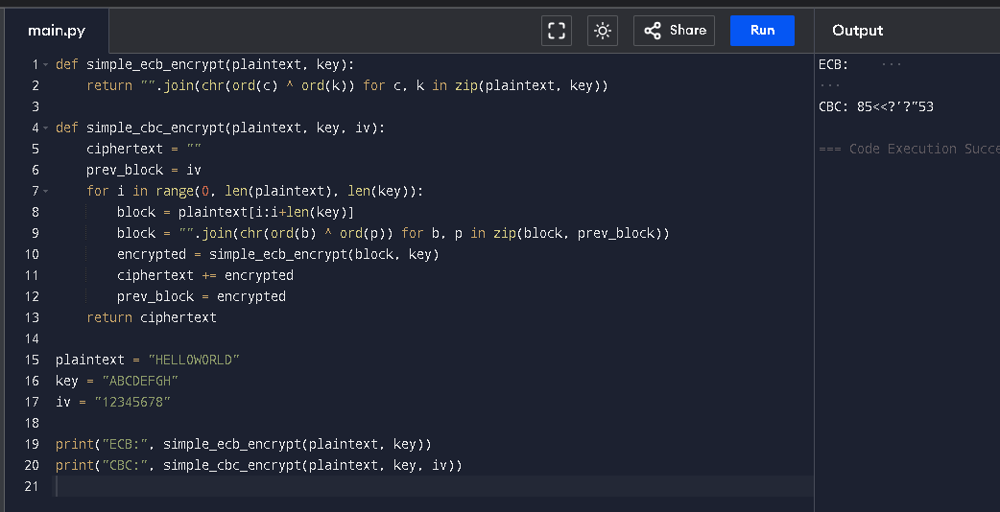 main.py
Share
Run
Output
1 def simple_ecb_encrypt(plaintext, key):
2 return "".join(chr(ord(c) ^ ord(k)) for c, k in zip(plaintext, key))
3
4 def simple_cbc_encrypt(plaintext, key, iv):
5 ciphertext = ""
6 prev_block = iv
7 for i in range(0, len(plaintext), len(key)):
8 block = plaintext[i:i+len(key)]
9 block = "".join(chr(ord(b) ^ ord(p)) for b, p in zip(block, prev_block))
10 encrypted = simple_ecb_encrypt(block, key)
11 ciphertext += encrypted
12 prev_block = encrypted
13 return ciphertext
14
15 plaintext = "HELLOWORLD"
16 key = "ABCDEFGH"
17 iv = "12345678"
18
19 print("ECB:", simple_ecb_encrypt(plaintext, key))
20 print("CBC:", simple_cbc_encrypt(plaintext, key, iv))
21
ECB: ...
...
CBC: 85<<?'?"53
=== Code Execution Succe